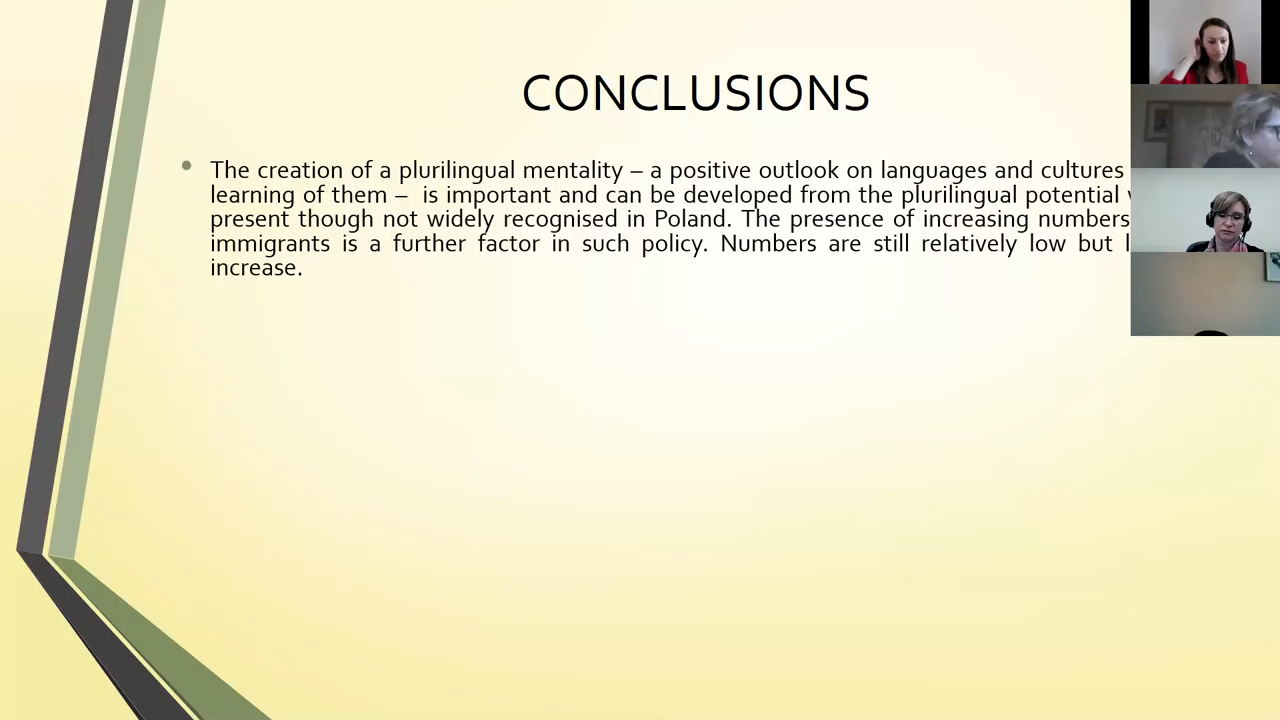 CONCLUSIONS
• The creation of a plurilingual mentality – a positive outlook on languages and cultures
learning of them – is important and can be developed from the plurilingual potential
present though not widely recognised in Poland. The presence of increasing numbers
immigrants is a further factor in such policy. Numbers are still relatively low but
increase.